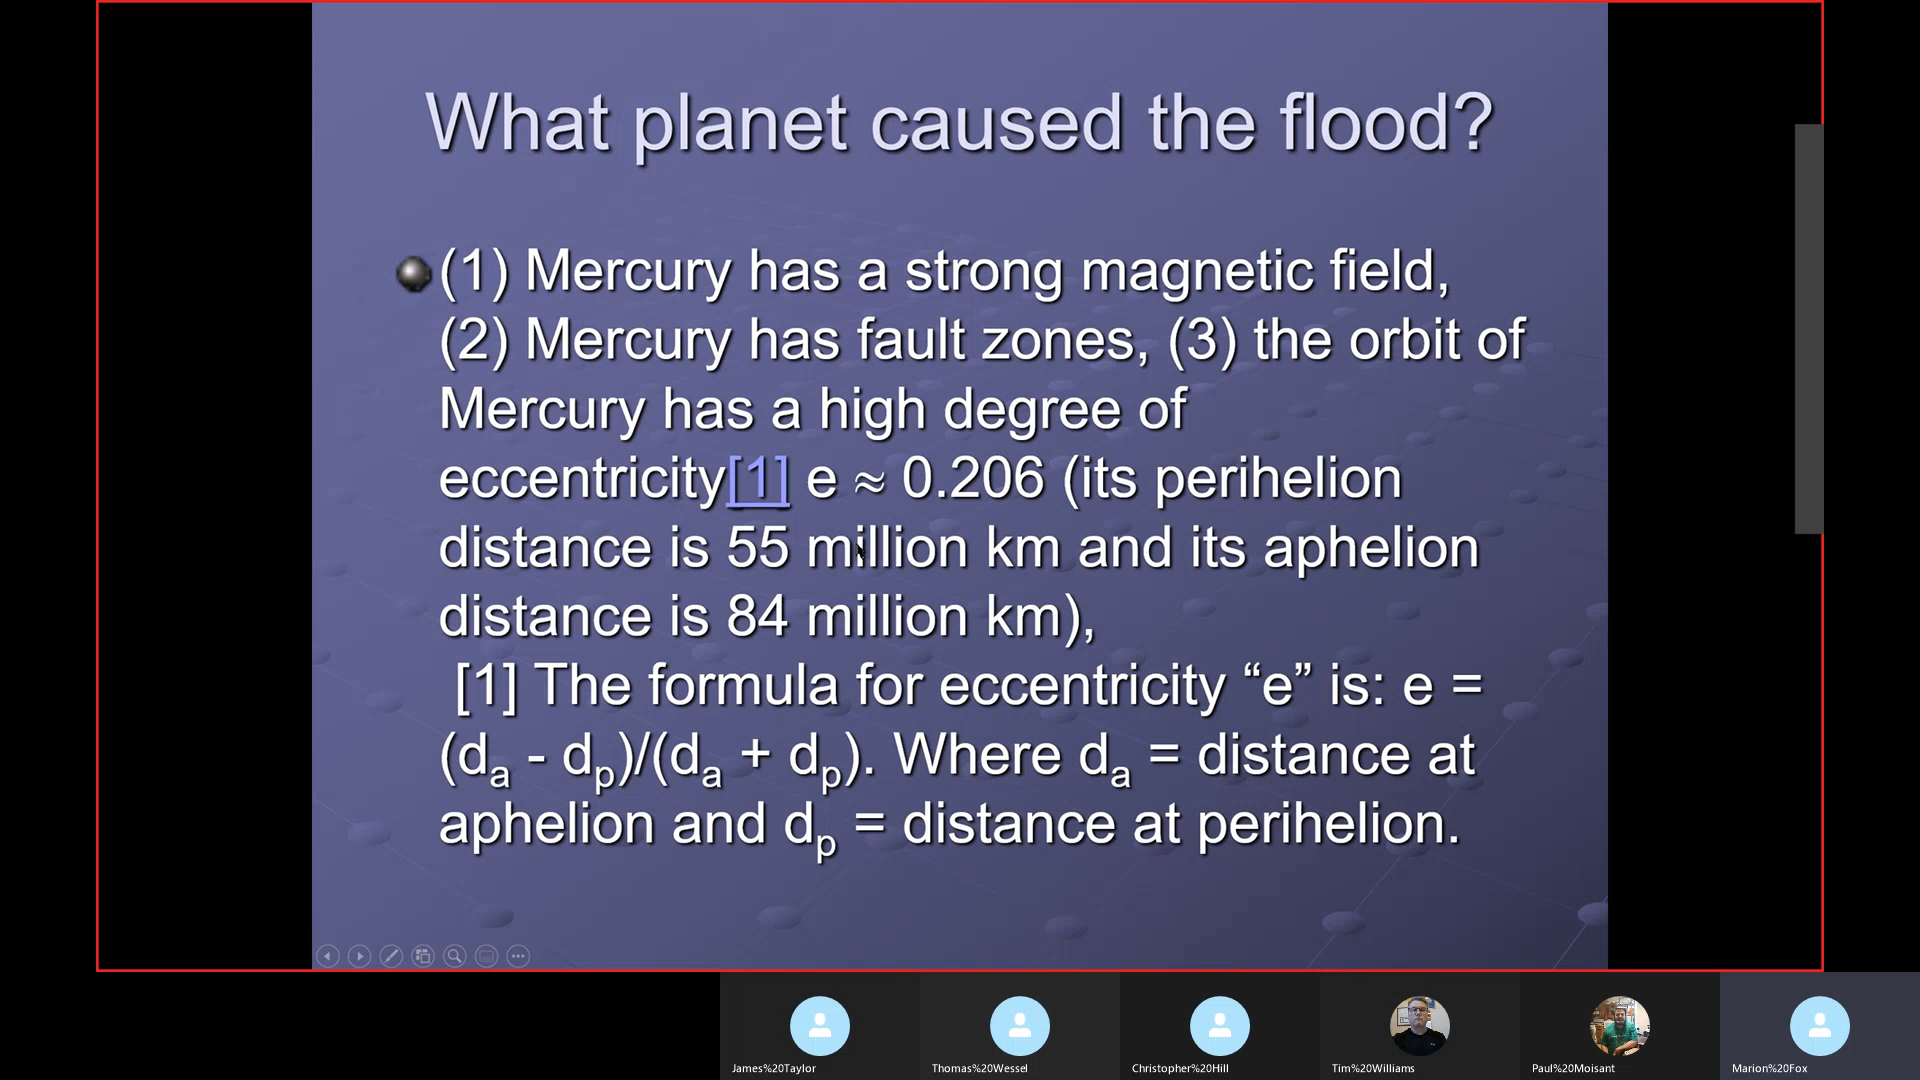 What planet caused the flood?
(1) Mercury has a strong magnetic field,
(2) Mercury has fault zones, (3) the orbit of
Mercury has a high degree of
eccentricity[1] e ≈ 0.206 (its perihelion
distance is 55 million km and its aphelion
distance is 84 million km),
[1] The formula for eccentricity “e” is: e =
(dₐ - dₚ)/(dₐ + dₚ). Where dₐ = distance at
aphelion and dₚ = distance at perihelion.
James%20Taylor
Thomas%20Wessel
Christopher%20Hill
Tim%20Williams
Paul%20Moisant
Marion%20Fox